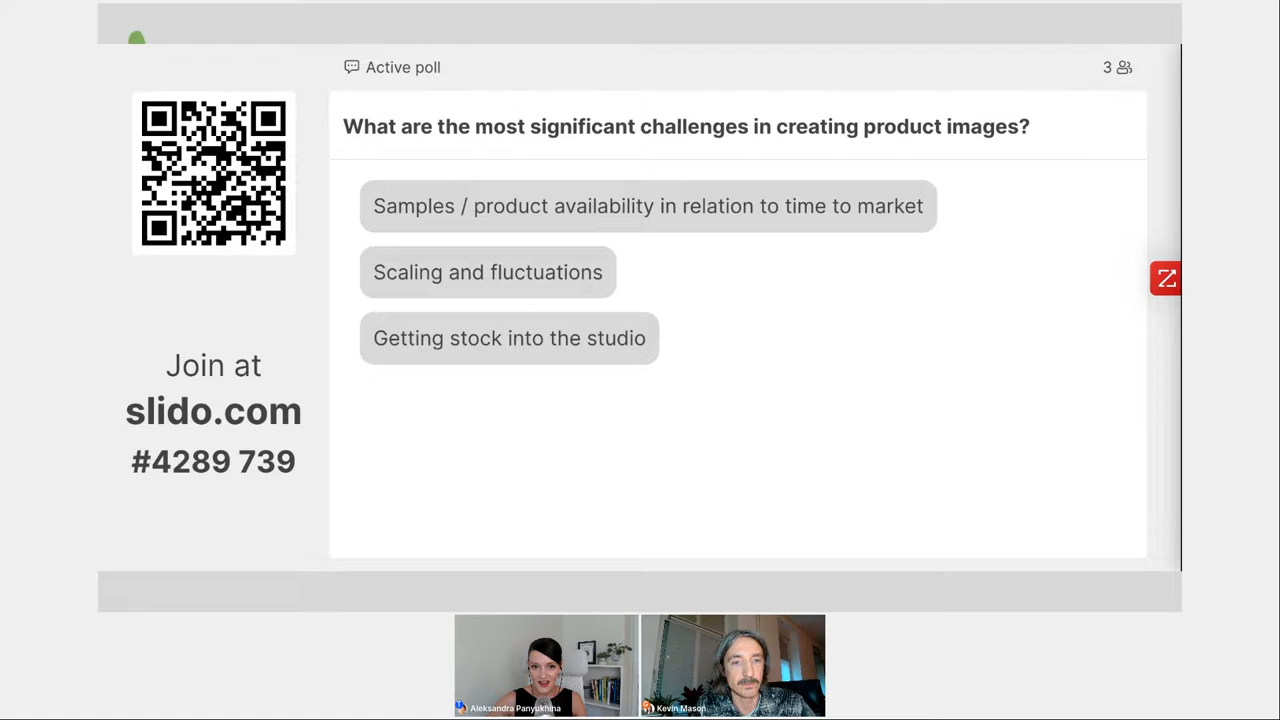 Active poll
3
What are the most significant challenges in creating product images?
Samples / product availability in relation to time to market
Scaling and fluctuations
Getting stock into the studio
Join at
slido.com
#4289 739
Aleksandra Panyukhina
Kevin Mason